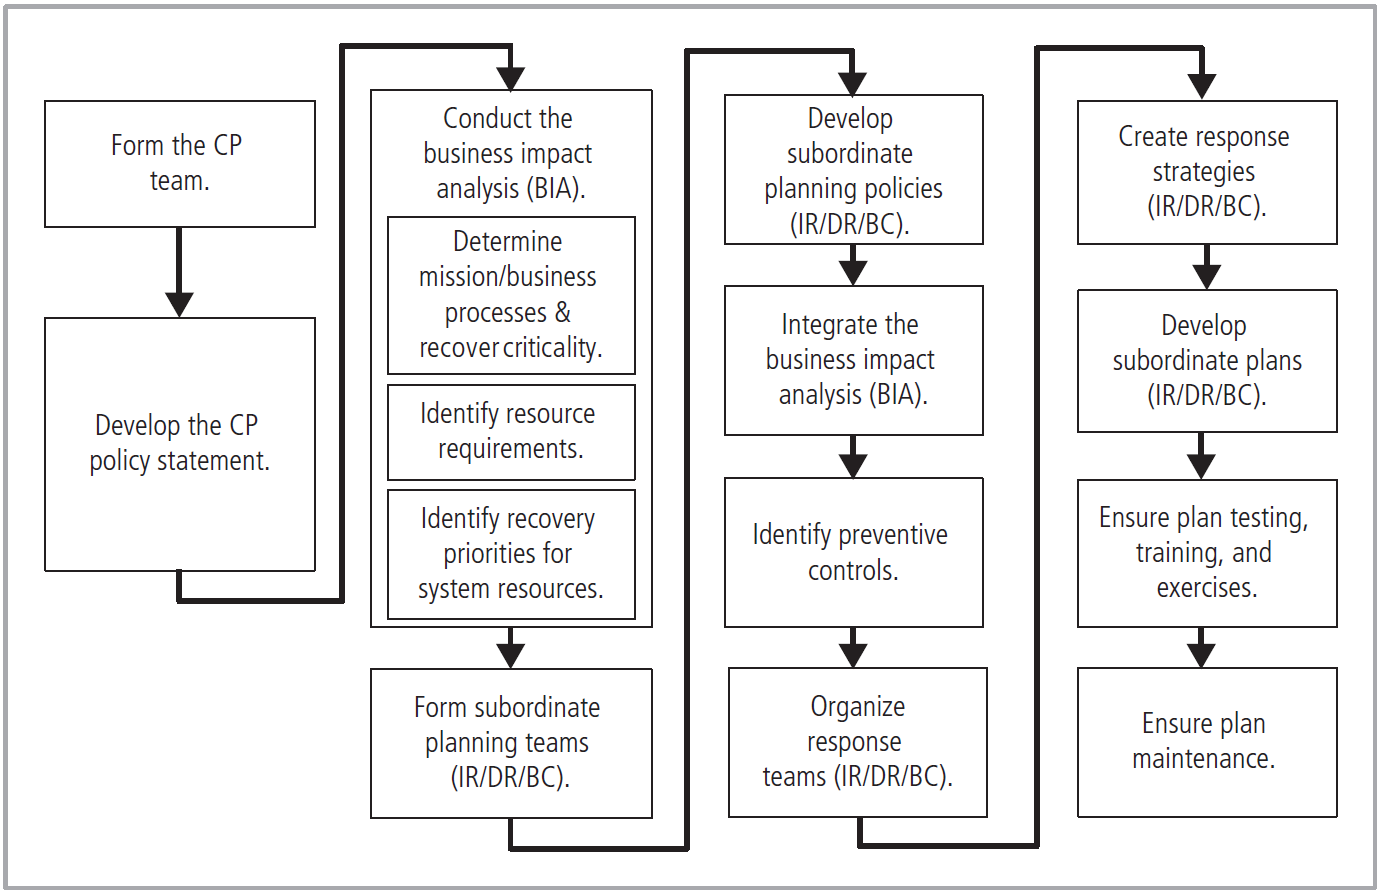 Form the CP
team.
Develop the CP
policy statement.
Conduct the
business impact
analysis (BIA).
Determine
mission/business
processes &
recover criticality.
Identify resource
requirements.
Identify recovery
priorities for
system resources.
Form subordinate
planning teams
(IR/DR/BC).
Develop
subordinate
planning policies
(IR/DR/BC).
Integrate the
business impact
analysis (BIA).
Identify preventive
controls.
Organize
response
teams (IR/DR/BC).
Create response
strategies
(IR/DR/BC).
Develop
subordinate plans
(IR/DR/BC).
Ensure plan testing,
training, and
exercises.
Ensure plan
maintenance.